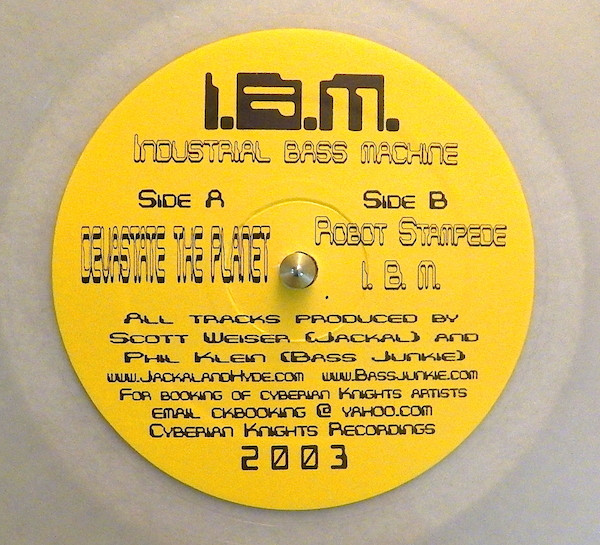 I.B.M.
INDUSTRIAL BASS MACHINE
SIDE A
DEVASTATE THE PLANET
SIDE B
ROBOT STAMPEDE
I. B. M.
ALL TRACKS PRODUCED BY
SCOTT WEISER (JACKAL) AND
PHIL KLEIN (BASS JUNKIE)
WWW.JACKALANDHYDE.COM WWW.BASSJUNKIE.COM
FOR BOOKING OF CYBERIAN KNIGHTS ARTISTS
EMAIL CKBOOKING @ YAHOO.COM
CYBERIAN KNIGHTS RECORDINGS
2003